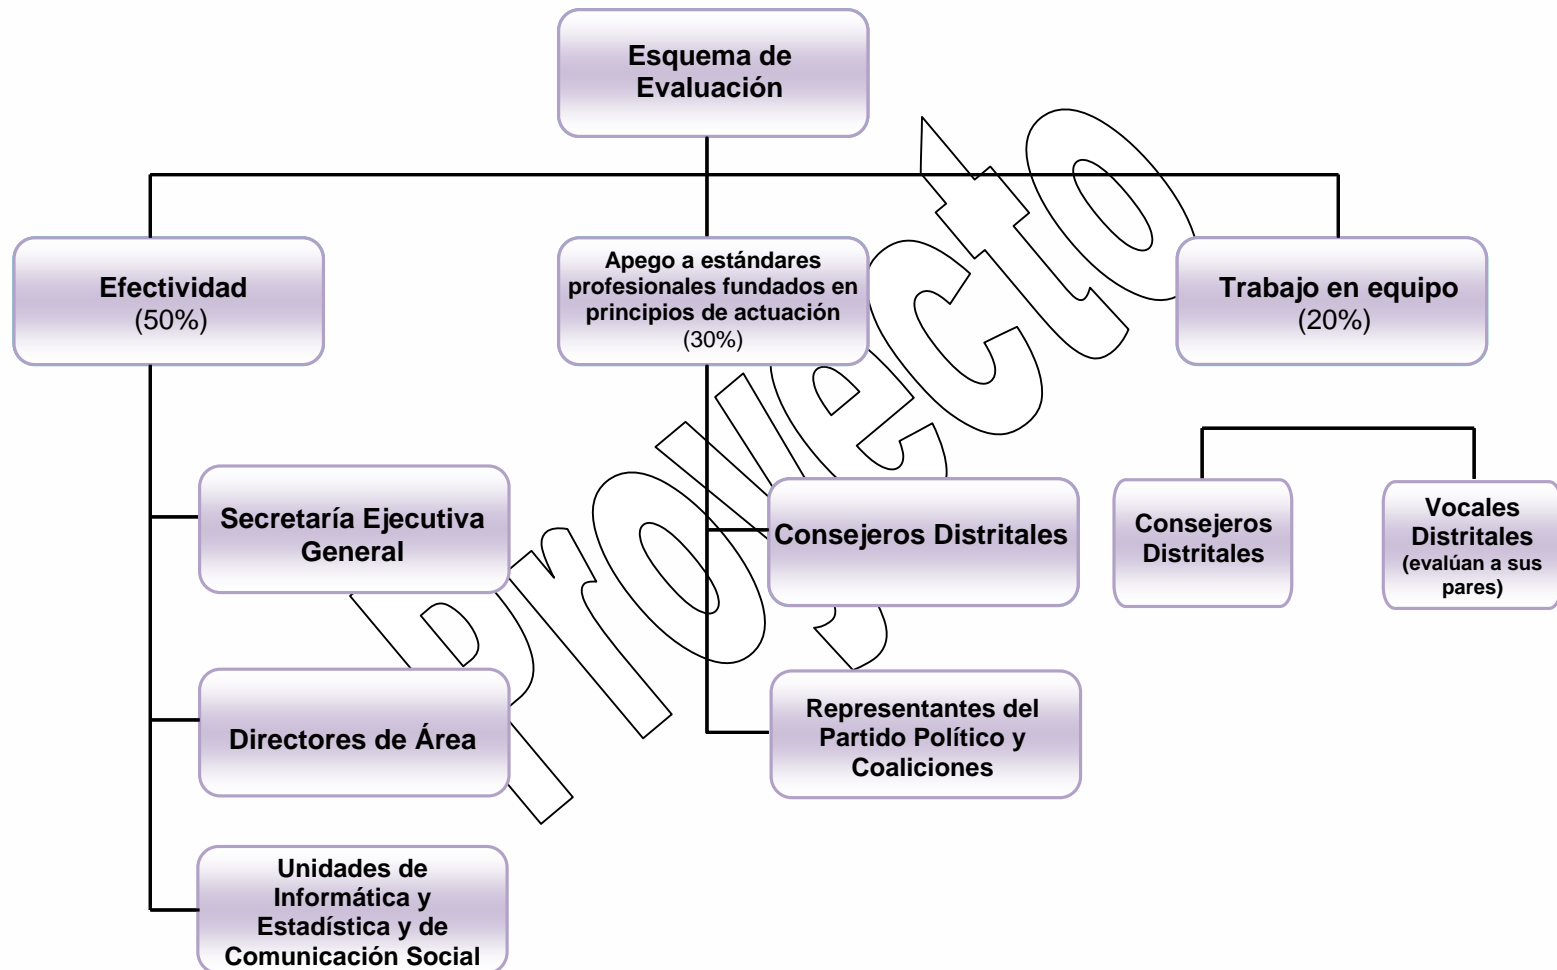 Esquema de
Evaluación
Efectividad
(50%)
Apego a estándares
profesionales fundados en
principios de actuación
(30%)
Trabajo en equipo
(20%)
Secretaría Ejecutiva
General
Directores de Área
Unidades de
Informática y
Estadística y de
Comunicación Social
Consejeros Distritales
Representantes del
Partido Político y
Coaliciones
Consejeros
Distritales
Vocales
Distritales
(evalúan a sus
pares)
Proyecto